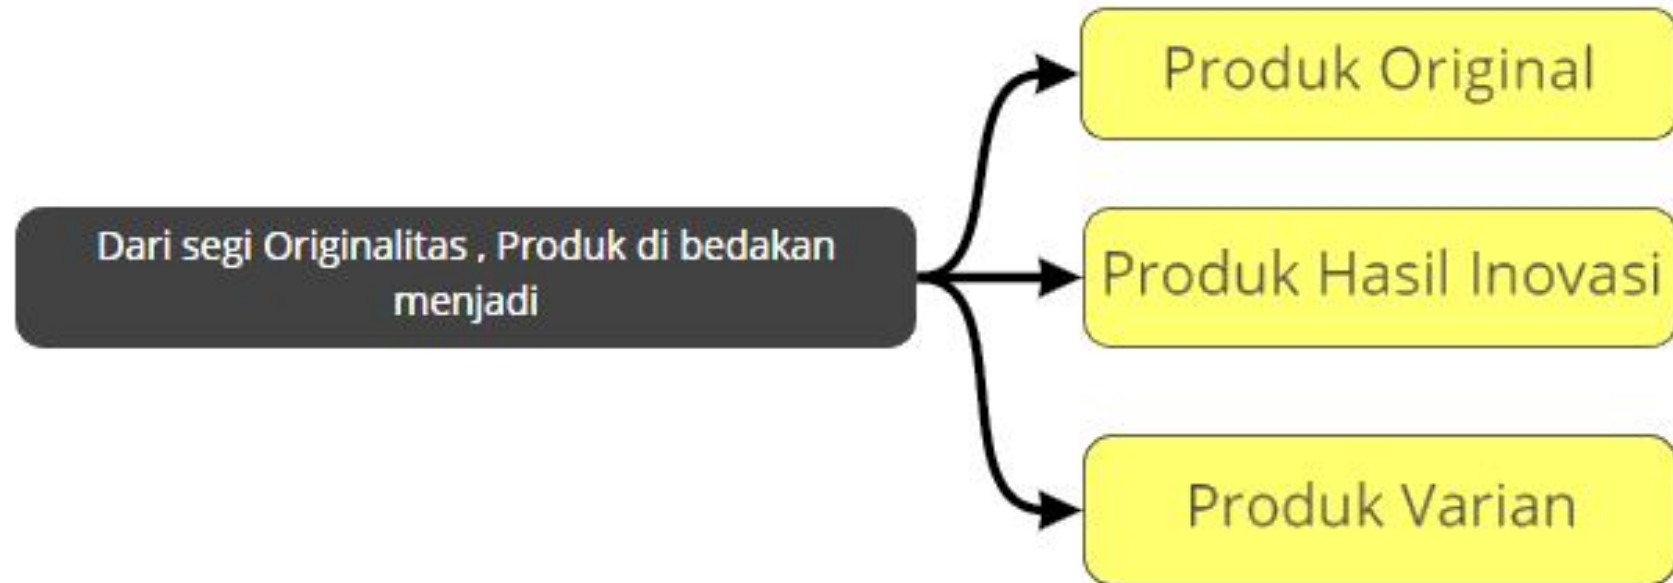 Dari segi Originalitas , Produk di bedakan
menjadi
Produk Original
Produk Hasil Inovasi
Produk Varian